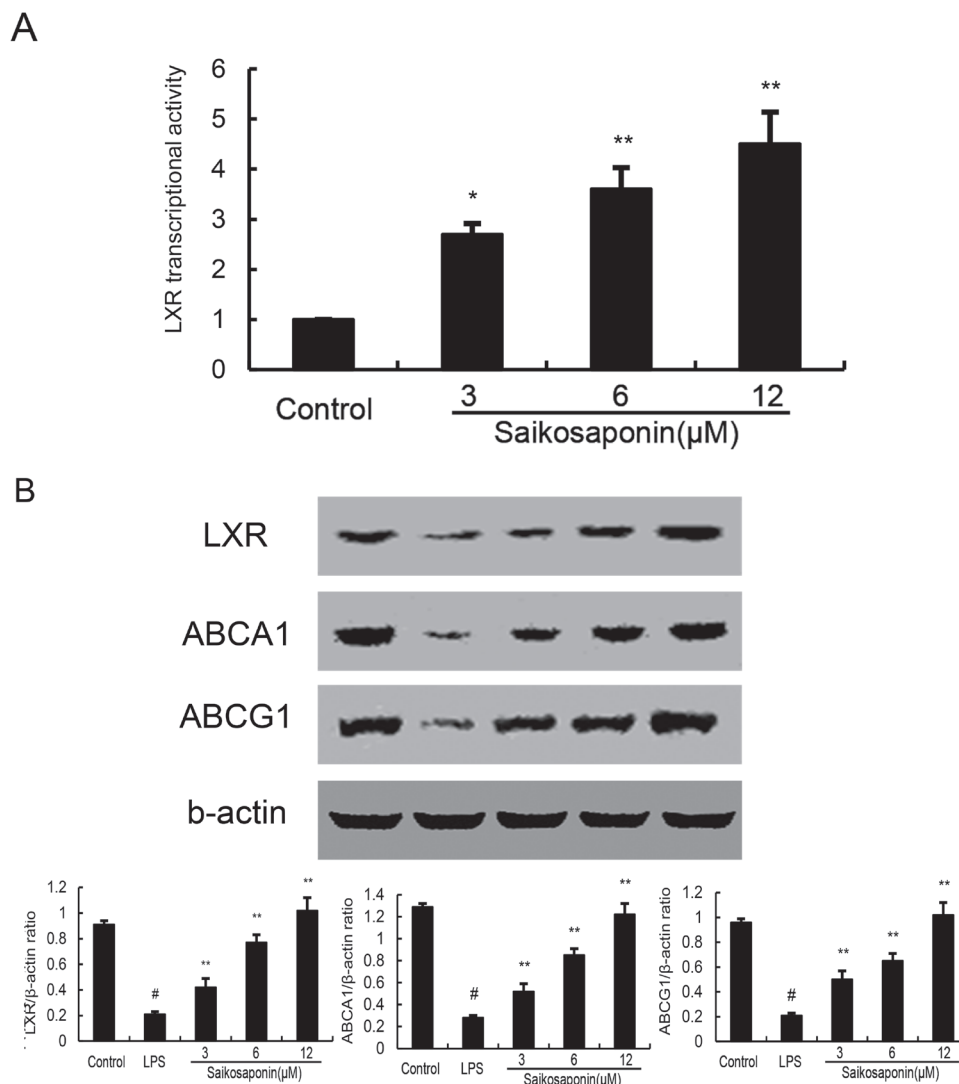 A
LXR transcriptional activity
6
5
4
3
2
1
0
*
**
**
Control
3 6 12
Saikosaponin(µM)
B
LXR
ABCA1
ABCG1
b-actin
LXR/β-actin ratio
1.2
1
0.8
0.6
0.4
0.2
0
#
**
**
**
Control LPS 3 6 12
Saikosaponin(µM)
ABCA1/β-actin ratio
1.4
1.2
1
0.8
0.6
0.4
0.2
0
#
**
**
**
Control LPS 3 6 12
Saikosaponin(µM)
ABCG1/β-actin ratio
1.2
1
0.8
0.6
0.4
0.2
0
#
**
**
**
Control LPS 3 6 12
Saikosaponin(µM)